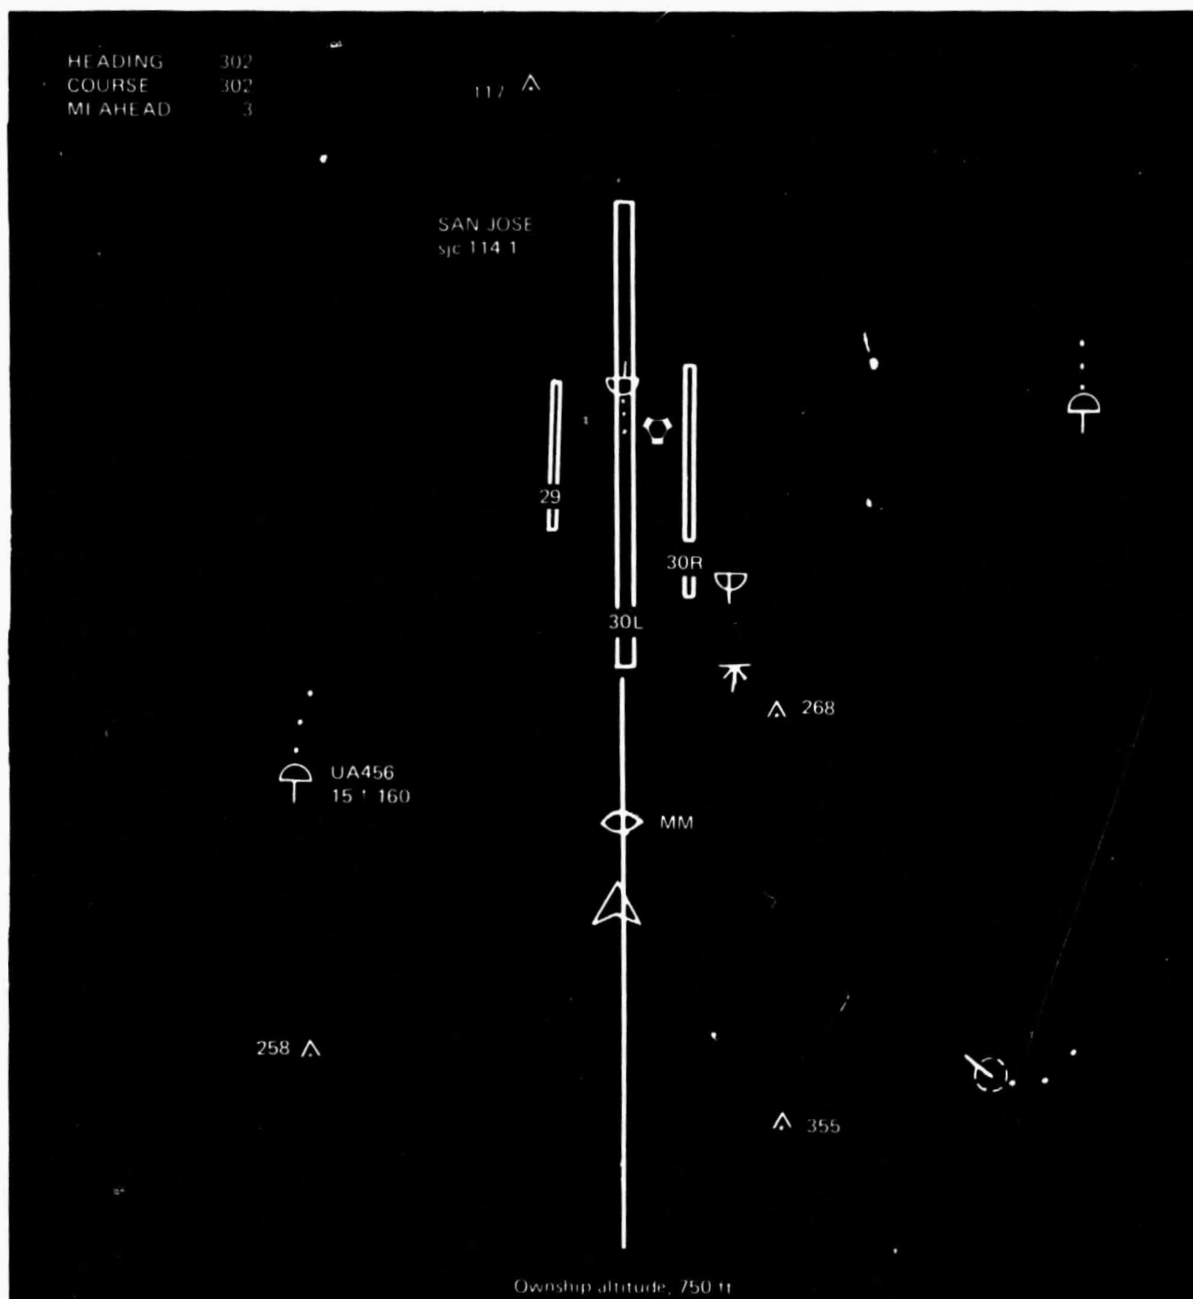 HEADING 302
COURSE 302
MI AHEAD 3
117
SAN JOSE
sjc 114.1
29
30R
30L
268
UA456
15 ↑ 160
MM
258
355
Ownship altitude, 750 ft